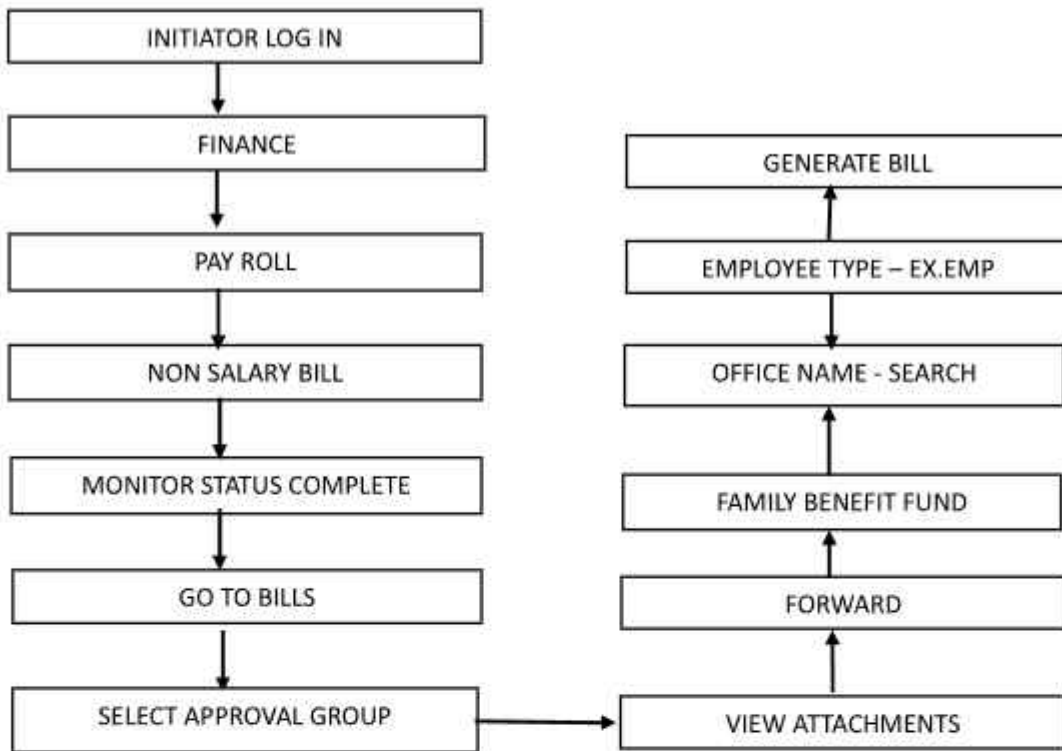 INITIATOR LOG IN
FINANCE
PAY ROLL
NON SALARY BILL
MONITOR STATUS COMPLETE
GO TO BILLS
SELECT APPROVAL GROUP
GENERATE BILL
EMPLOYEE TYPE – EX.EMP
OFFICE NAME - SEARCH
FAMILY BENEFIT FUND
FORWARD
VIEW ATTACHMENTS